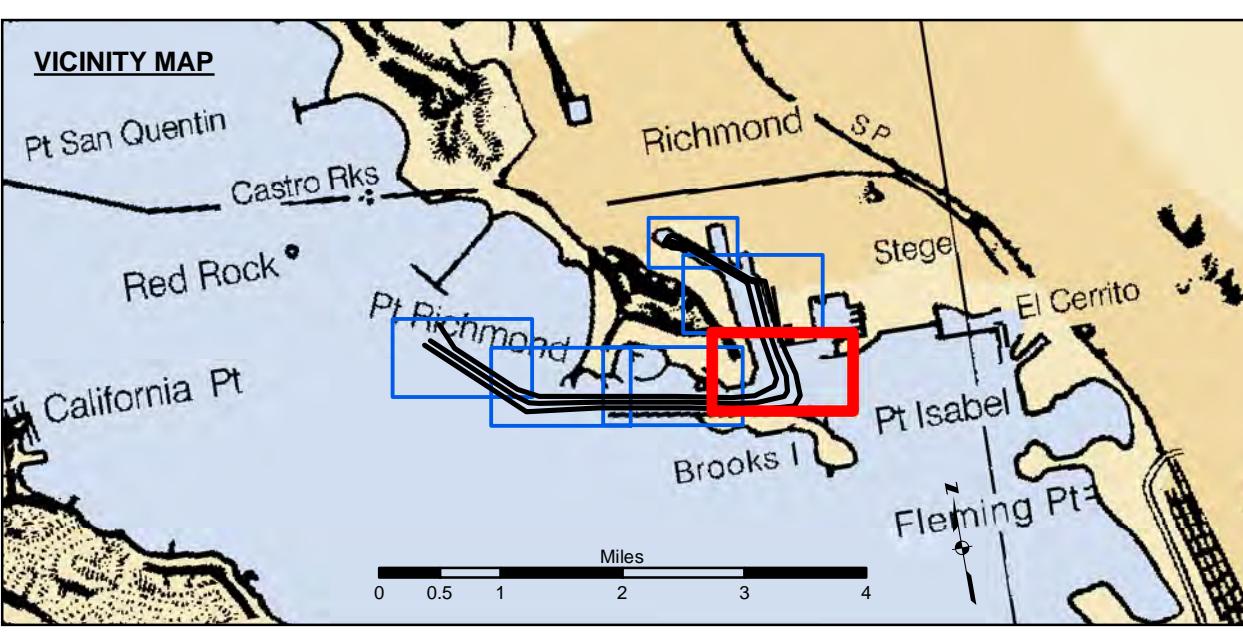 VICINITY MAP
Pt San Quentin
Richmond
SP
Castro Rks
Stege
Red Rock
El Cerrito
Pt Richmond
California Pt
Pt Isabel
Brooks I
Fleming Pt
N
Miles
0 0.5 1 2 3 4